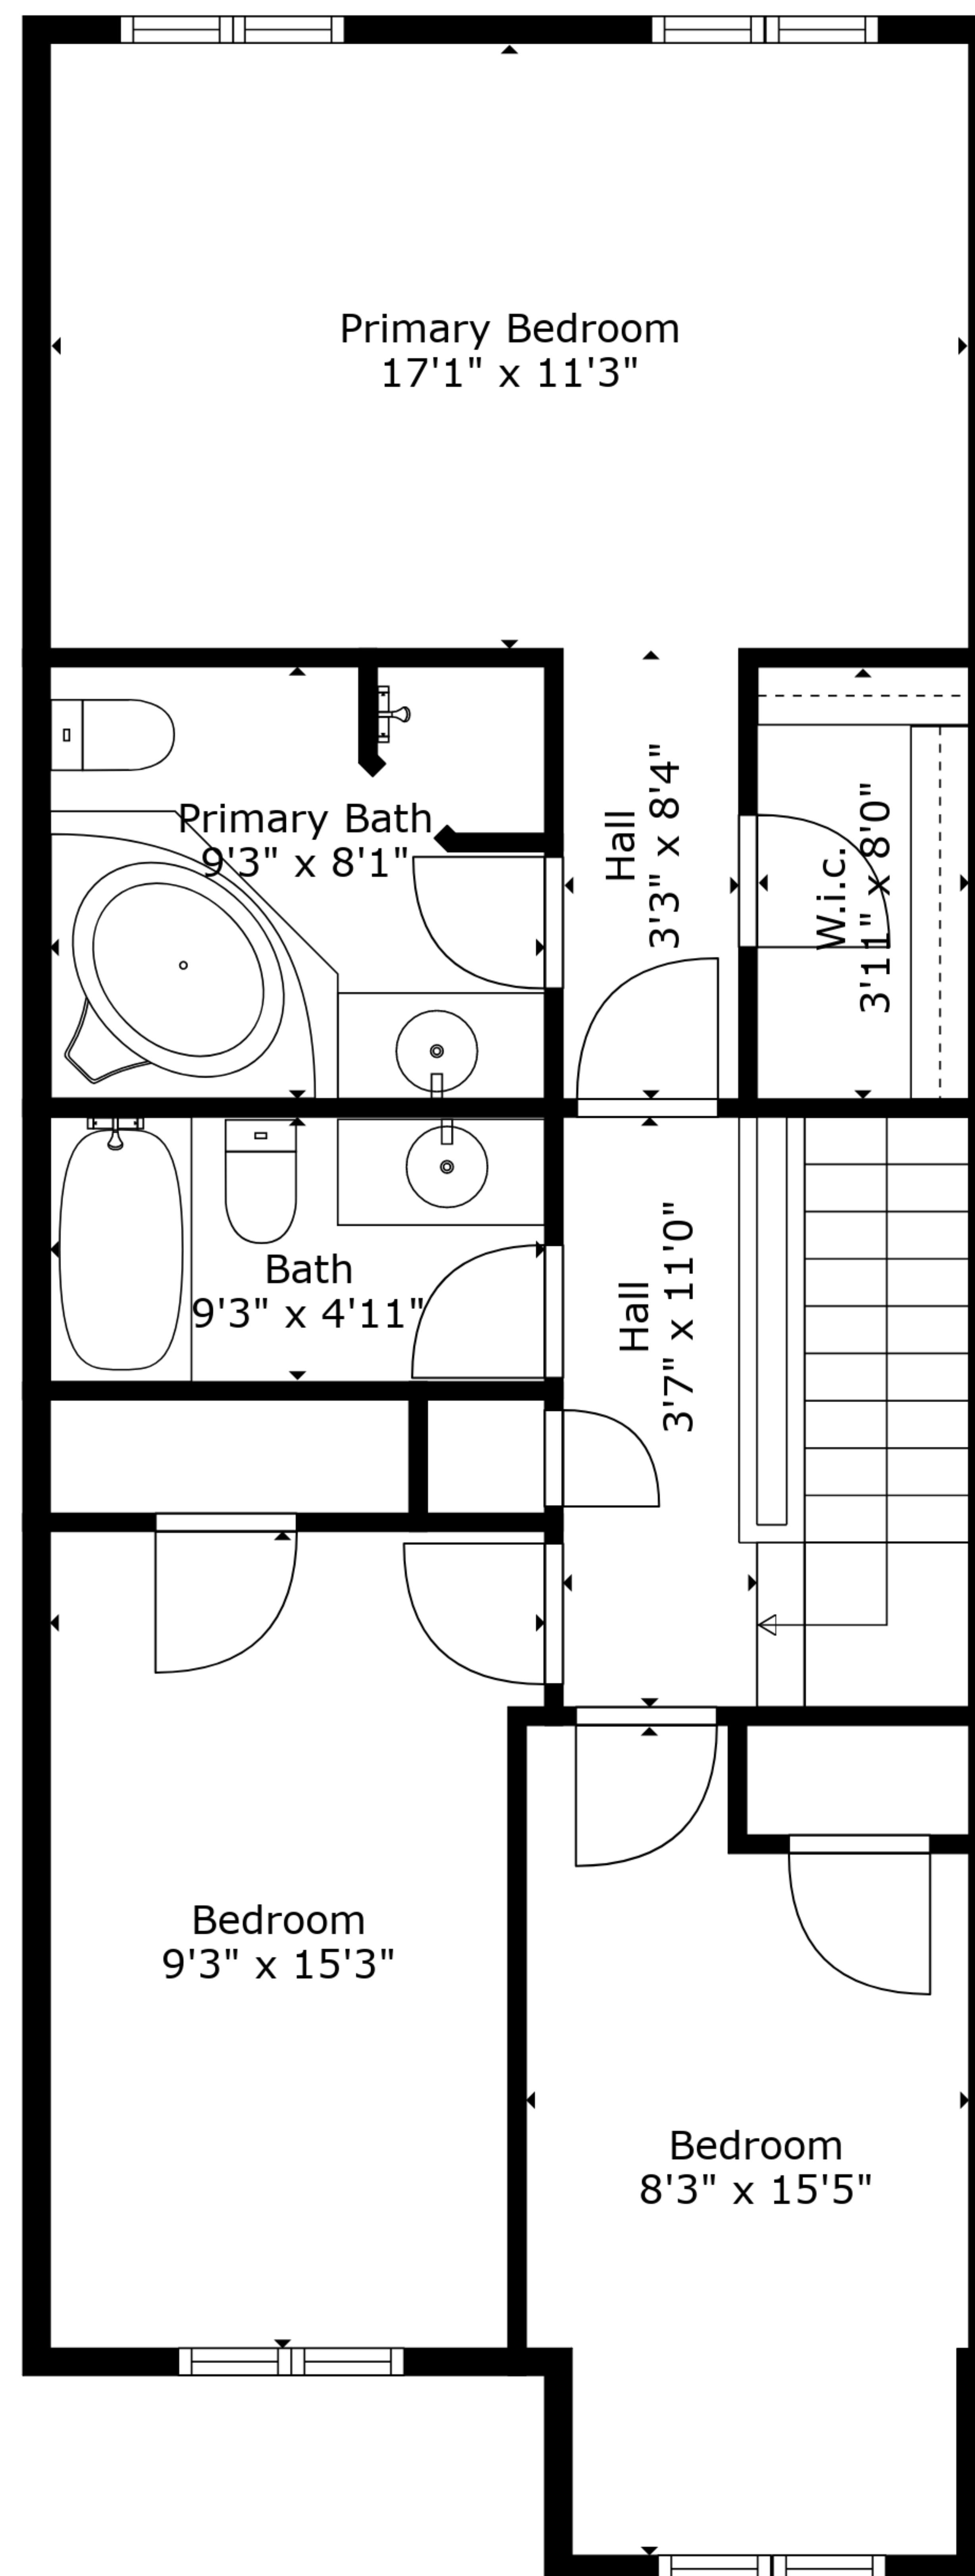 Primary Bedroom
17'1" x 11'3"
Primary Bath
9'3" x 8'1"
Hall
3'3" x 8'4"
W.i.c.
3'11" x 8'0"
Bath
9'3" x 4'11"
Hall
3'7" x 11'0"
Bedroom
9'3" x 15'3"
Bedroom
8'3" x 15'5"